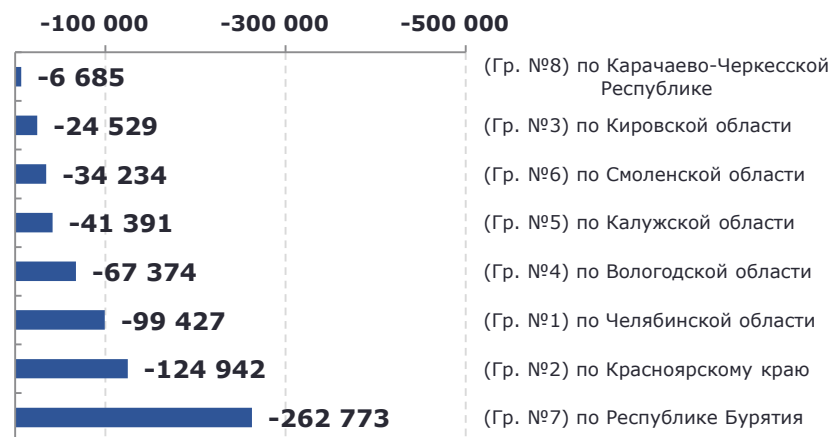 -100 000 -300 000 -500 000
-6 685 (Гр. №8) по Карачаево-Черкесской
Республике
-24 529 (Гр. №3) по Кировской области
-34 234 (Гр. №6) по Смоленской области
-41 391 (Гр. №5) по Калужской области
-67 374 (Гр. №4) по Вологодской области
-99 427 (Гр. №1) по Челябинской области
-124 942 (Гр. №2) по Красноярскому краю
-262 773 (Гр. №7) по Республике Бурятия